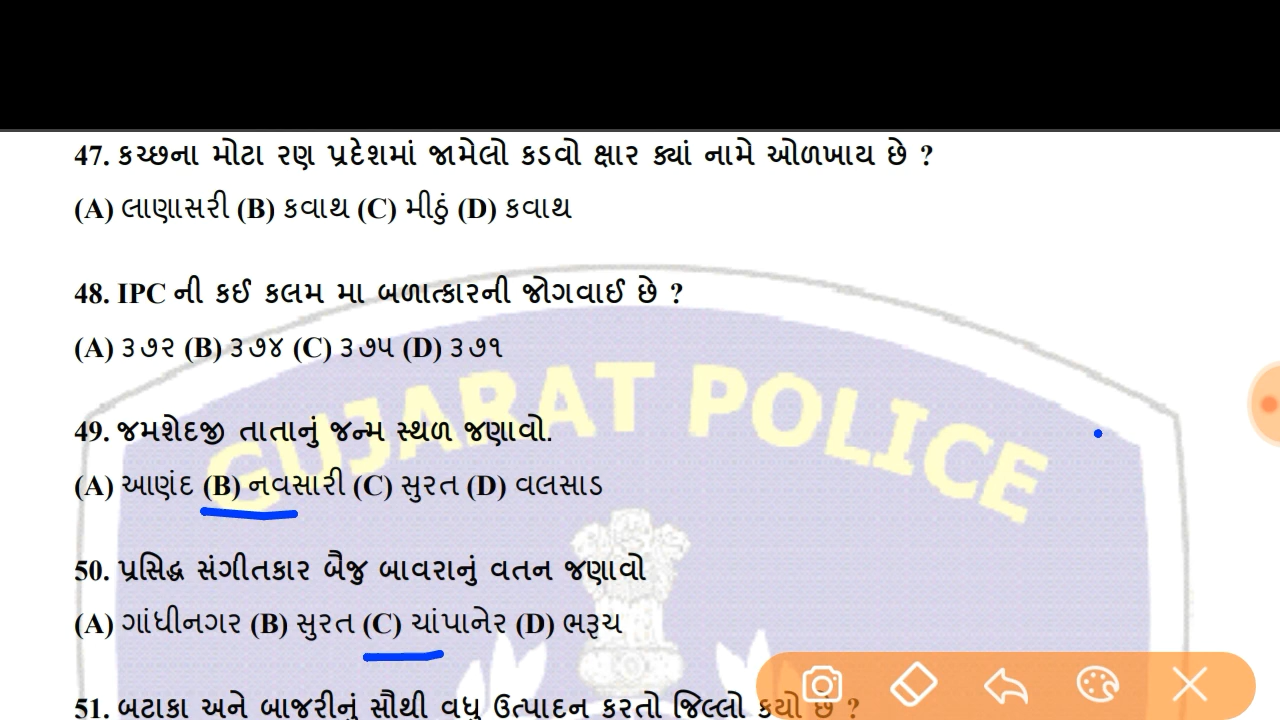 47. કચ્છના મોટા રણ પ્રદેશમાં જામેલો કડવો ક્ષાર ક્યાં નામે ઓળખાય છે ?
(A) લાણાસરી (B) કવાથ (C) મીઠું (D) કવાથ
48. IPC ની કઈ કલમ મા બળાત્કારની જોગવાઈ છે ?
(A) ૩૭૨ (B) ૩૭૪ (C) ૩૭૫ (D) ૩૭૧
GUJARAT POLICE
49. જમશેદજી તાતાનું જન્મ સ્થળ જણાવો.
(A) આણંદ (B) નવસારી (C) સુરત (D) વલસાડ
50. પ્રસિદ્ધ સંગીતકાર બૈજુ બાવરાનું વતન જણાવો
(A) ગાંધીનગર (B) સુરત (C) ચાંપાનેર (D) ભરૂચ
51. બટાકા અને બાજરીનું સૌથી વધુ ઉત્પાદન કરતો જિલ્લો કયો છે ?